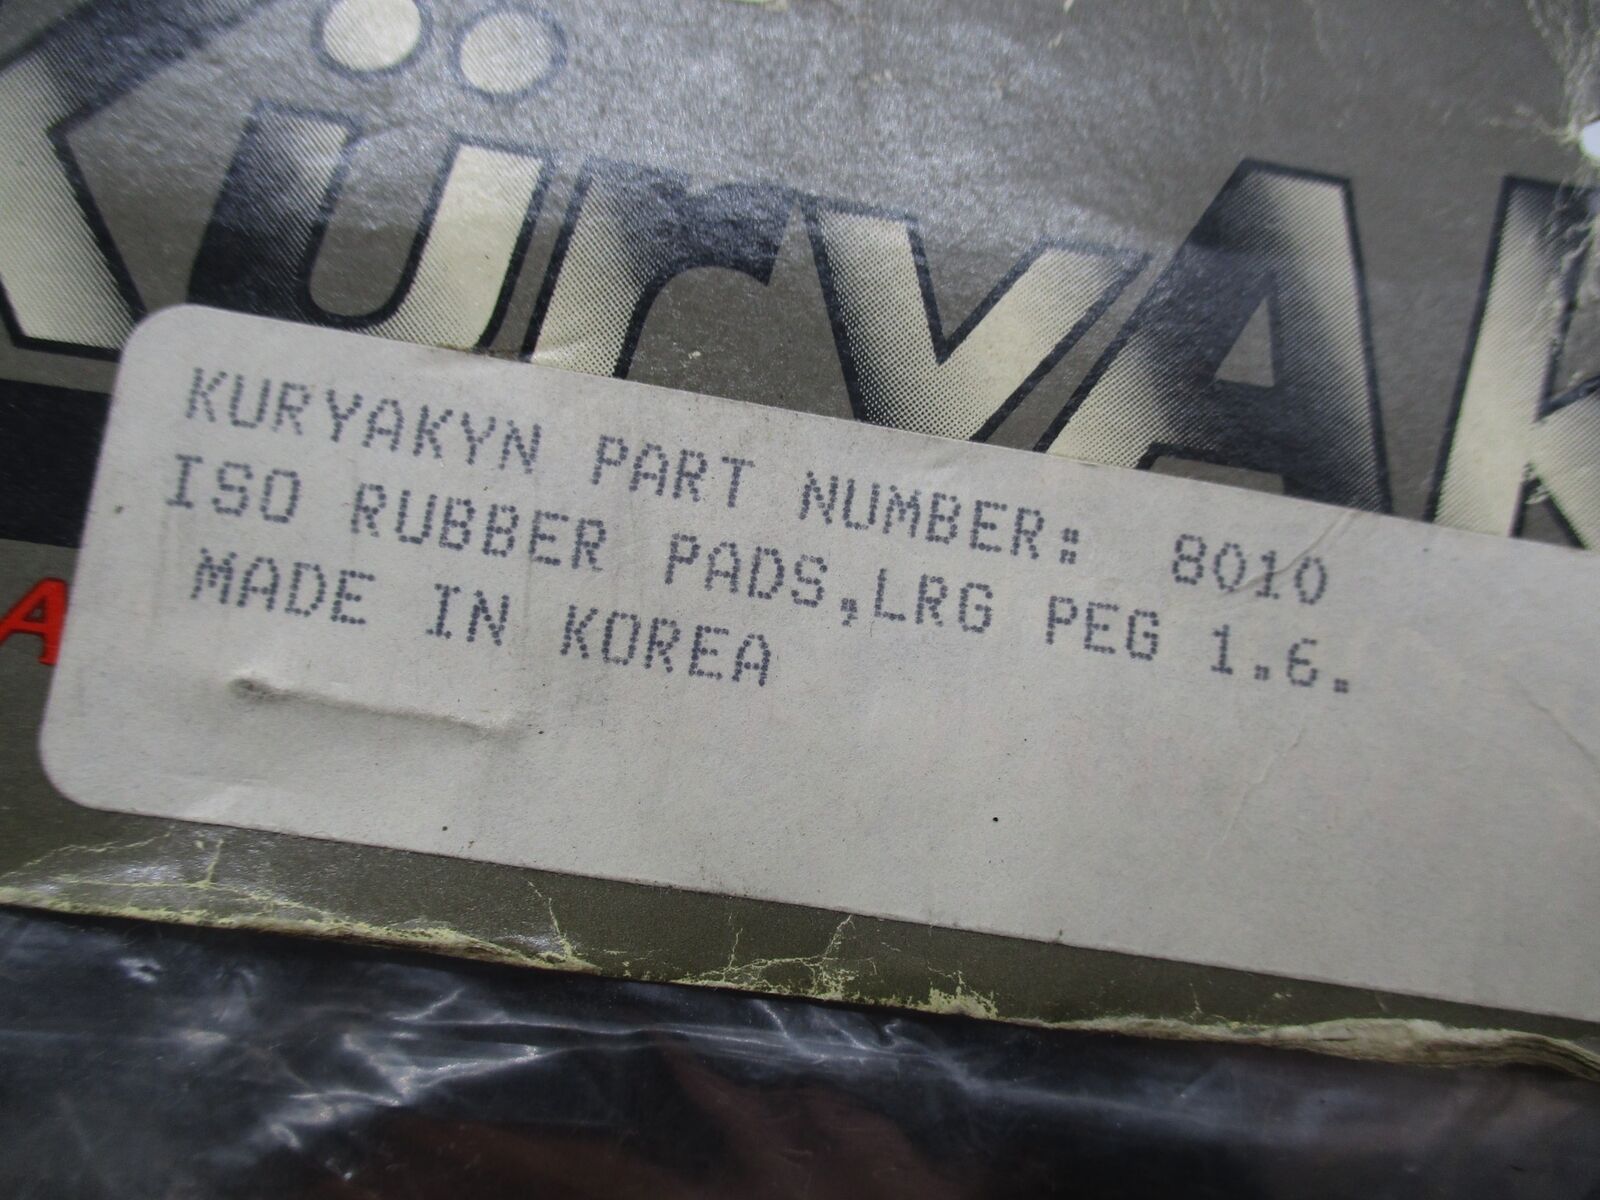 KüryAK
KURYAKYN PART NUMBER: 8010
ISO RUBBER PADS,LRG PEG 1.6.
MADE IN KOREA
A